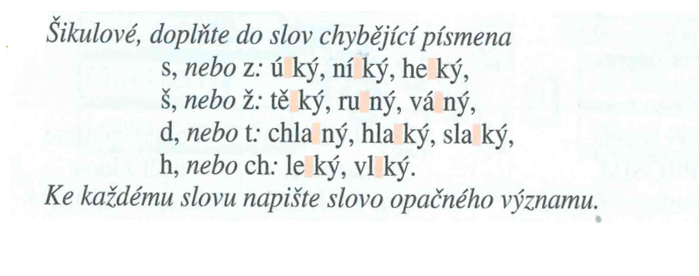 Šikulové, doplňte do slov chybějící písmena
s, nebo z: ú ký, ní ký, he ký,
š, nebo ž: tě ký, ru ný, vá ný,
d, nebo t: chla ný, hla ký, sla ký,
h, nebo ch: le ký, vl ký.
Ke každému slovu napište slovo opačného významu.